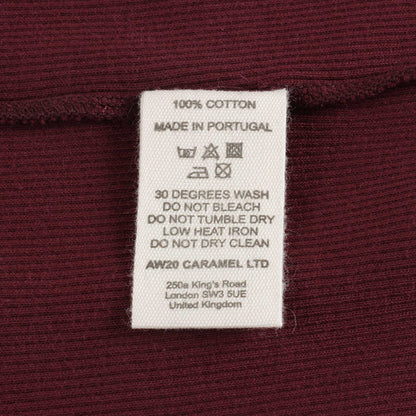 100% COTTON
MADE IN PORTUGAL
30 DEGREES WASH
DO NOT BLEACH
DO NOT TUMBLE DRY
LOW HEAT IRON
DO NOT DRY CLEAN
AW20 CARAMEL LTD
250a King's Road
London SW3 5UE
United Kingdom